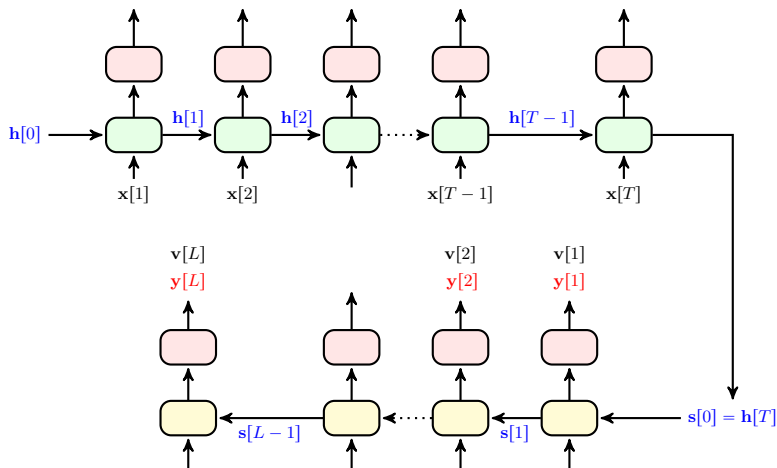 h[1] h[2] h[T − 1]
h[0]
x[1] x[2] x[T − 1] x[T]
v[L] v[2] v[1]
y[L] y[2] y[1]
s[0] = h[T]
s[L − 1] s[1]